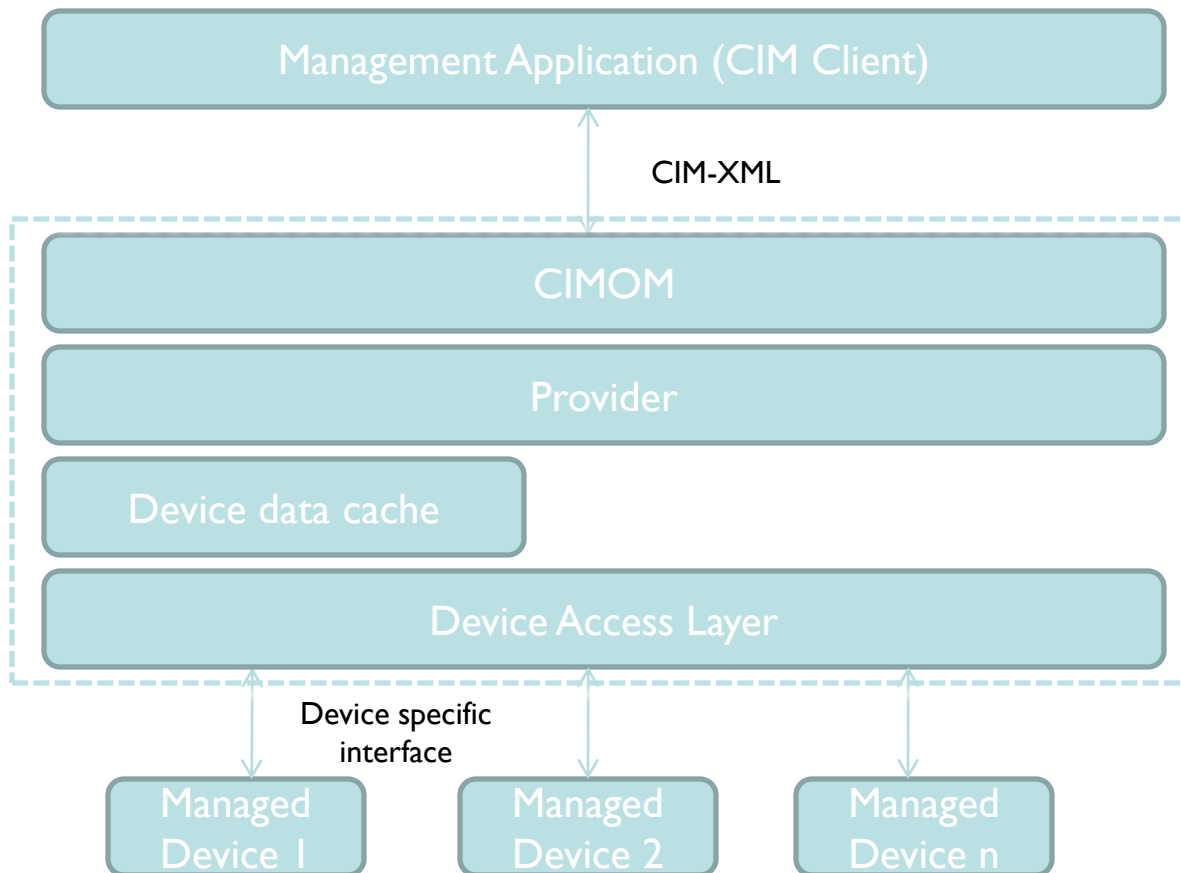 Management Application (CIM Client)
CIM-XML
CIMOM
Provider
Device data cache
Device Access Layer
Device specific
interface
Managed
Device 1
Managed
Device 2
Managed
Device n